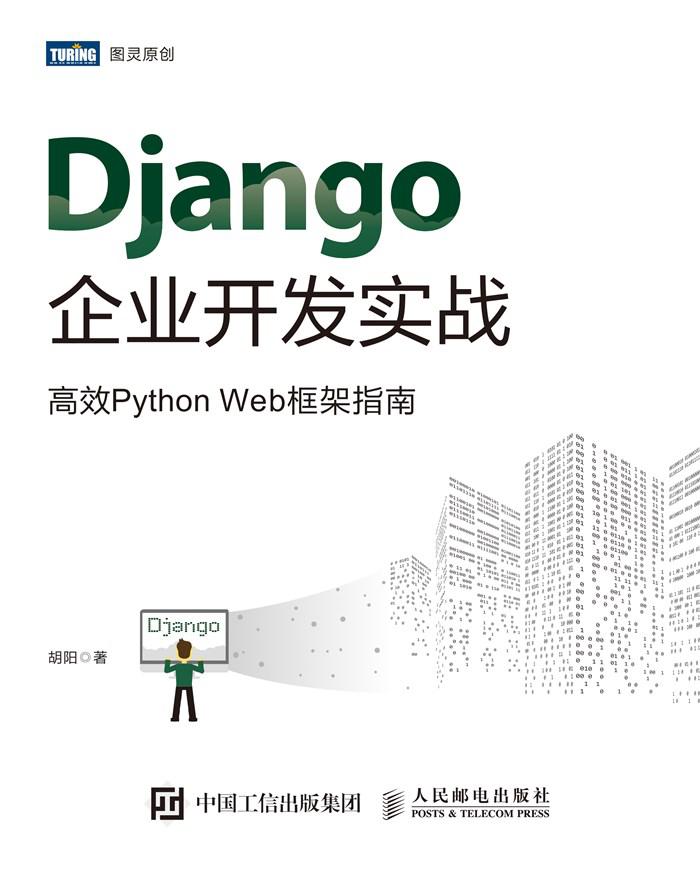 TURING 图灵原创
Django
企业开发实战
高效Python Web框架指南
Django
胡阳◎著
中国工信出版集团
人民邮电出版社
POSTS & TELECOM PRESS